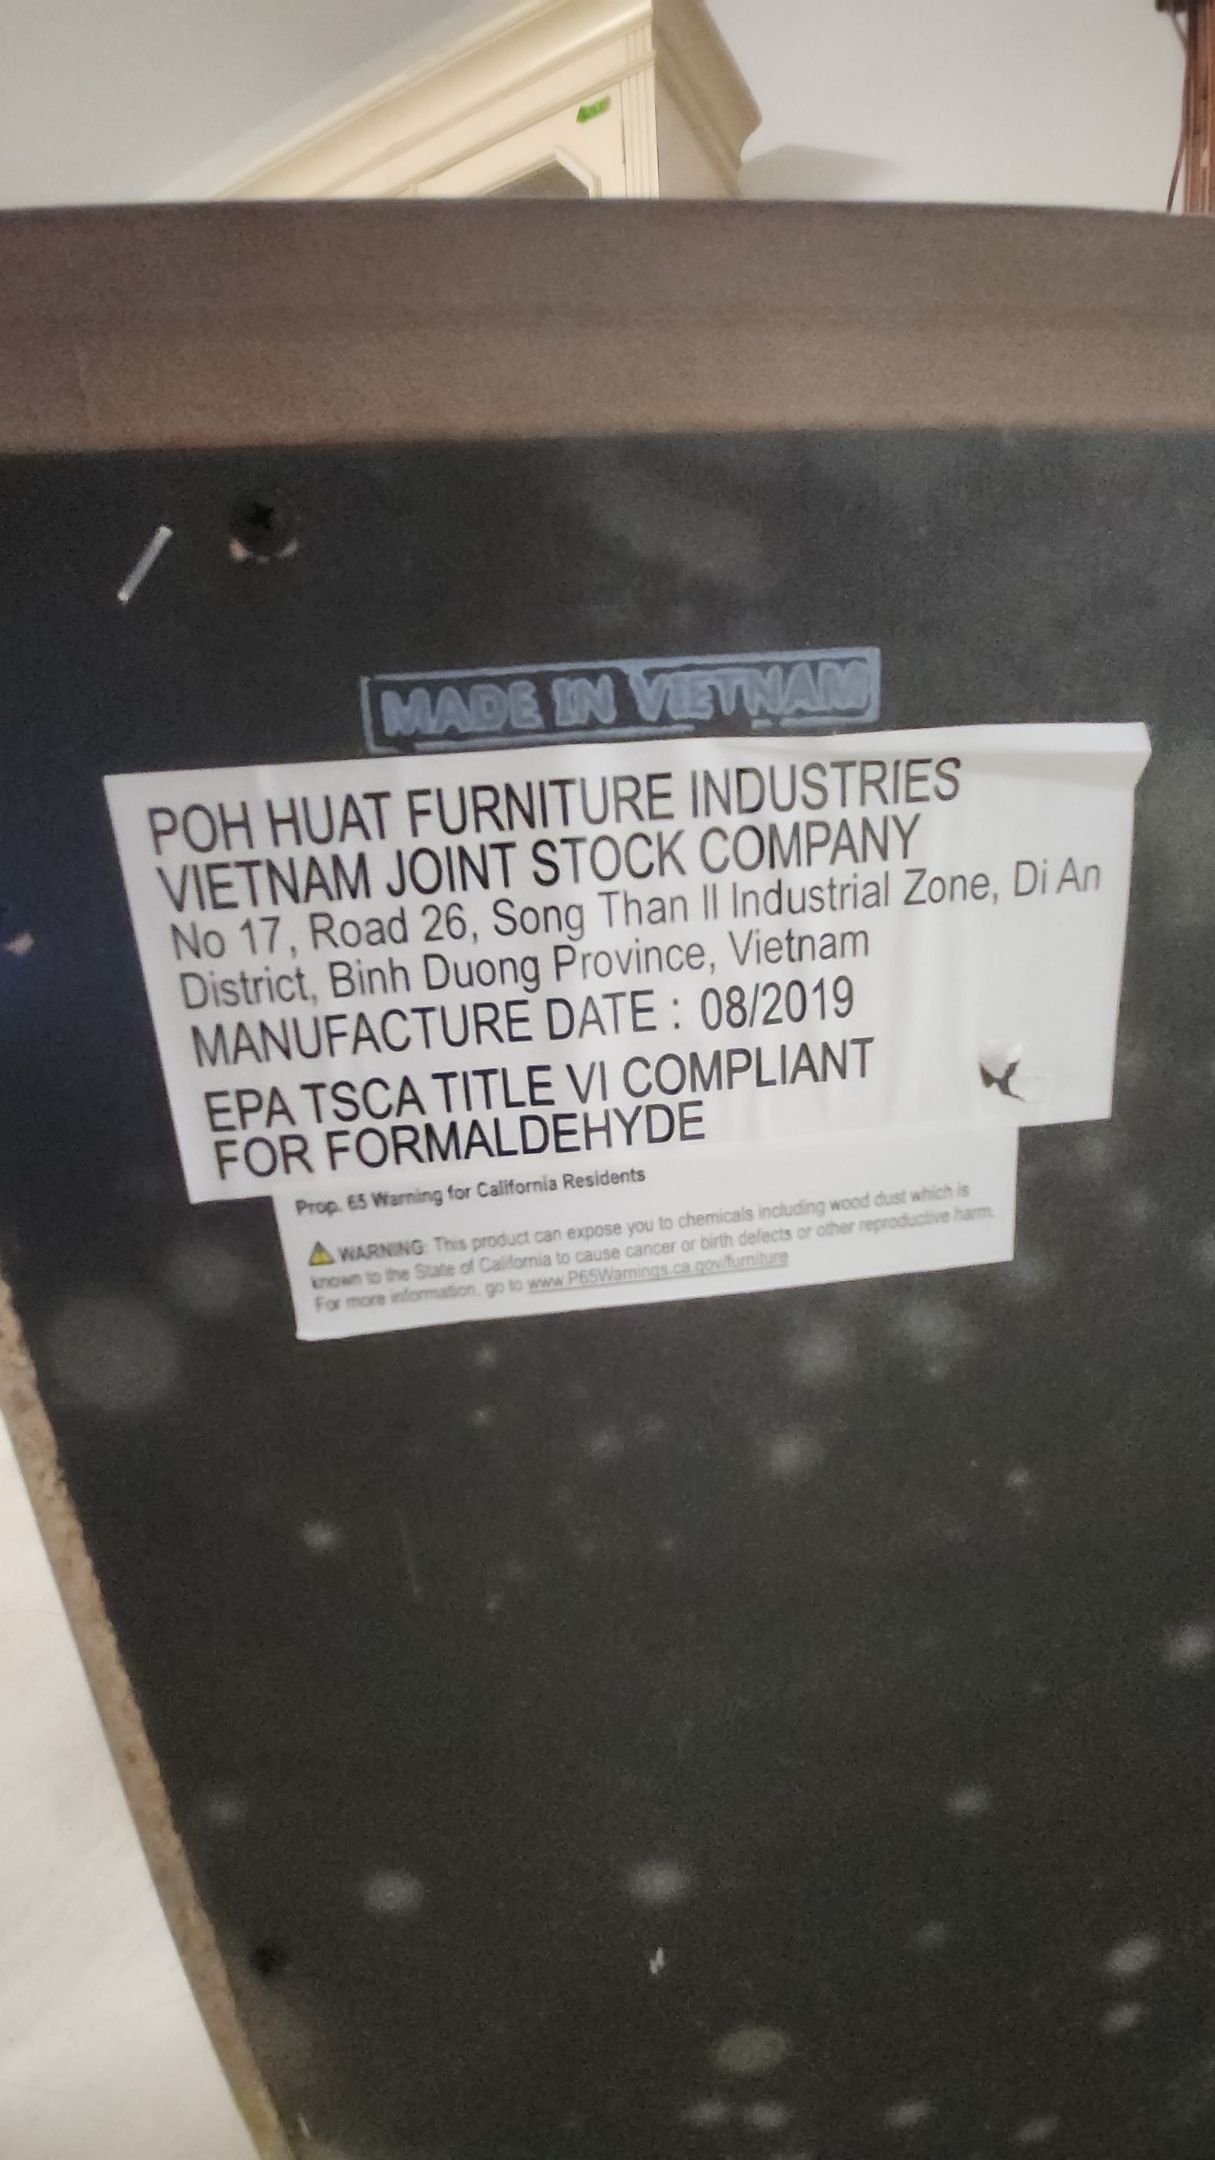 MADE IN VIETNAM
POH HUAT FURNITURE INDUSTRIES
VIETNAM JOINT STOCK COMPANY
No 17, Road 26, Song Than II Industrial Zone, Di An
District, Binh Duong Province, Vietnam
MANUFACTURE DATE : 08/2019
EPA TSCA TITLE VI COMPLIANT
FOR FORMALDEHYDE
Prop. 65 Warning for California Residents
WARNING: This product can expose you to chemicals including wood dust which is
known to the State of California to cause cancer or birth defects or other reproductive harm.
For more information, go to www.P65Warnings.ca.gov/furniture